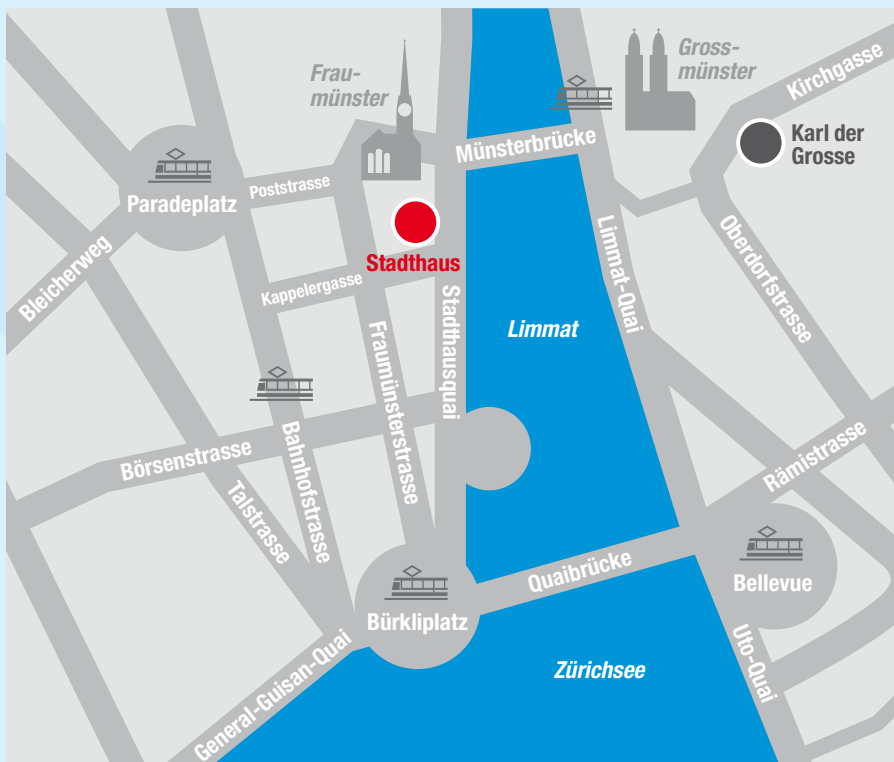 Frau-
münster
Gross-
münster
Kirchgasse
Karl der
Grosse
Münsterbrücke
Poststrasse
Paradeplatz
Bleicherweg
Stadthaus
Kappelergasse
Stadthausquai
Limmat
Limmat-Quai
Oberdorfstrasse
Fraumünsterstrasse
Börsenstrasse
Bahnhofstrasse
Talstrasse
Rämistrasse
Quaibrücke
Bellevue
Bürkliplatz
General-Guisan-Quai
Zürichsee
Uto-Quai